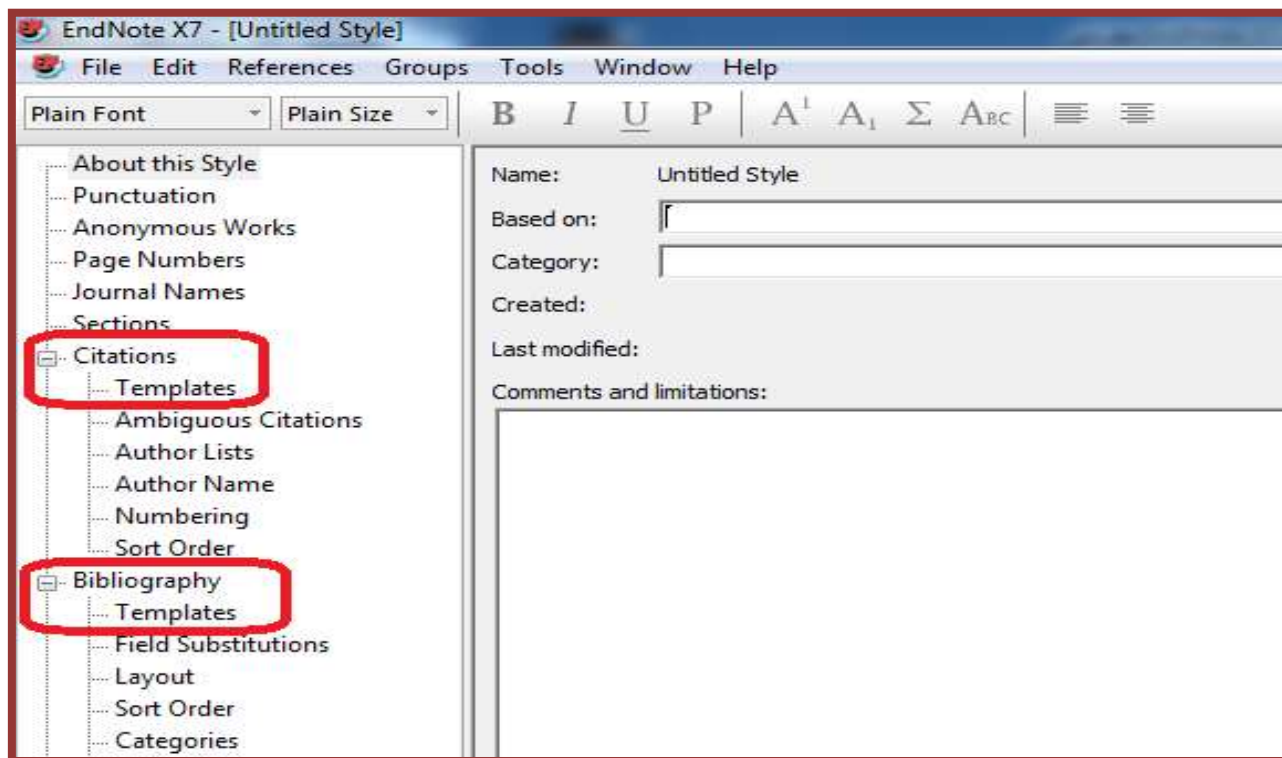 EndNote X7 - [Untitled Style]
File Edit References Groups Tools Window Help
Plain Font Plain Size B I U P A¹ A₁ Σ ABC
About this Style
Punctuation
Anonymous Works
Page Numbers
Journal Names
Sections
Citations
Templates
Ambiguous Citations
Author Lists
Author Name
Numbering
Sort Order
Bibliography
Templates
Field Substitutions
Layout
Sort Order
Categories
Name: Untitled Style
Based on:
Category:
Created:
Last modified:
Comments and limitations: